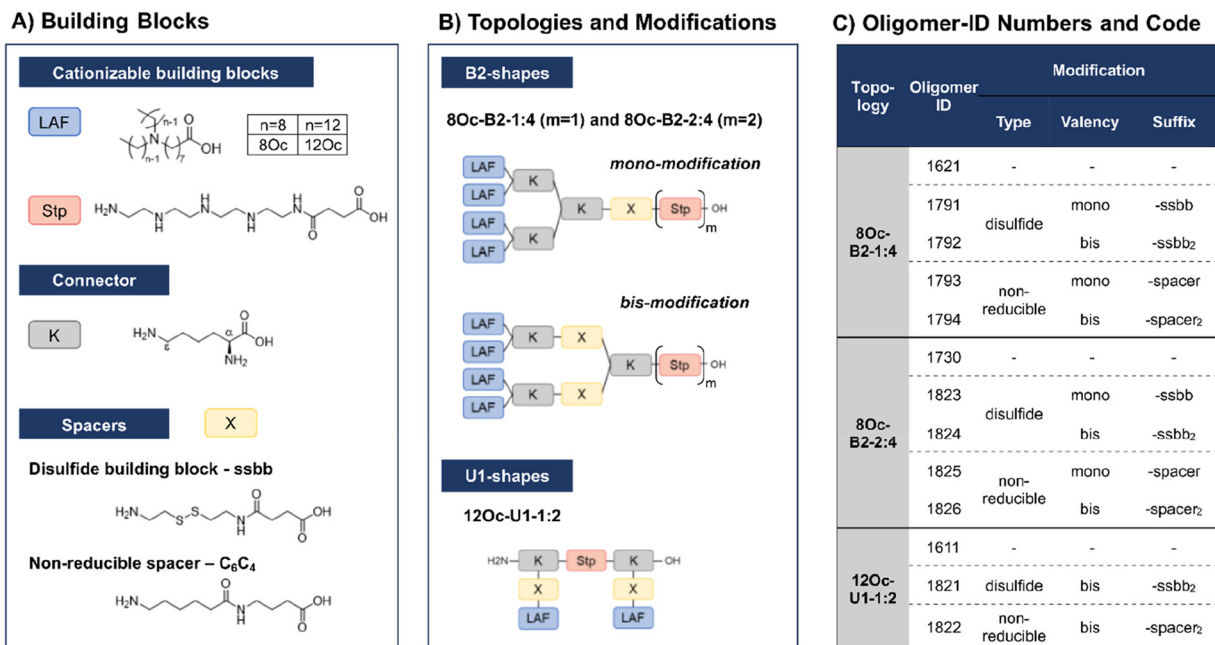 A) Building Blocks
Cationizable building blocks
LAF
n-1
N
O
OH
n-1
7
n=8 n=12
8Oc 12Oc
Stp
H2N
H
N
N
H
H
N
N
H
H
N
O
O
OH
Connector
K
H2N
ε
α
O
OH
NH2
Spacers
X
Disulfide building block - ssbb
H2N
S
S
N
H
O
O
OH
Non-reducible spacer – C6C4
H2N
O
N
H
O
OH
B) Topologies and Modifications
B2-shapes
8Oc-B2-1:4 (m=1) and 8Oc-B2-2:4 (m=2)
mono-modification
LAF
LAF
K
K X Stp OH
m
LAF
LAF
K
bis-modification
LAF
LAF
K X
K Stp OH
m
LAF
LAF
K X
U1-shapes
12Oc-U1-1:2
H2N K Stp K OH
X X
LAF LAF
C) Oligomer-ID Numbers and Code
Topo-
logy
Oligomer
ID
Modification
Type Valency Suffix
8Oc-
B2-1:4
1621 - - -
1791 disulfide mono -ssbb
1792 bis -ssbb2
1793 non-
reducible mono -spacer
1794 bis -spacer2
8Oc-
B2-2:4
1730 - - -
1823 disulfide mono -ssbb
1824 bis -ssbb2
1825 non-
reducible mono -spacer
1826 bis -spacer2
12Oc-
U1-1:2
1611 - - -
1821 disulfide bis -ssbb2
1822 non-
reducible bis -spacer2